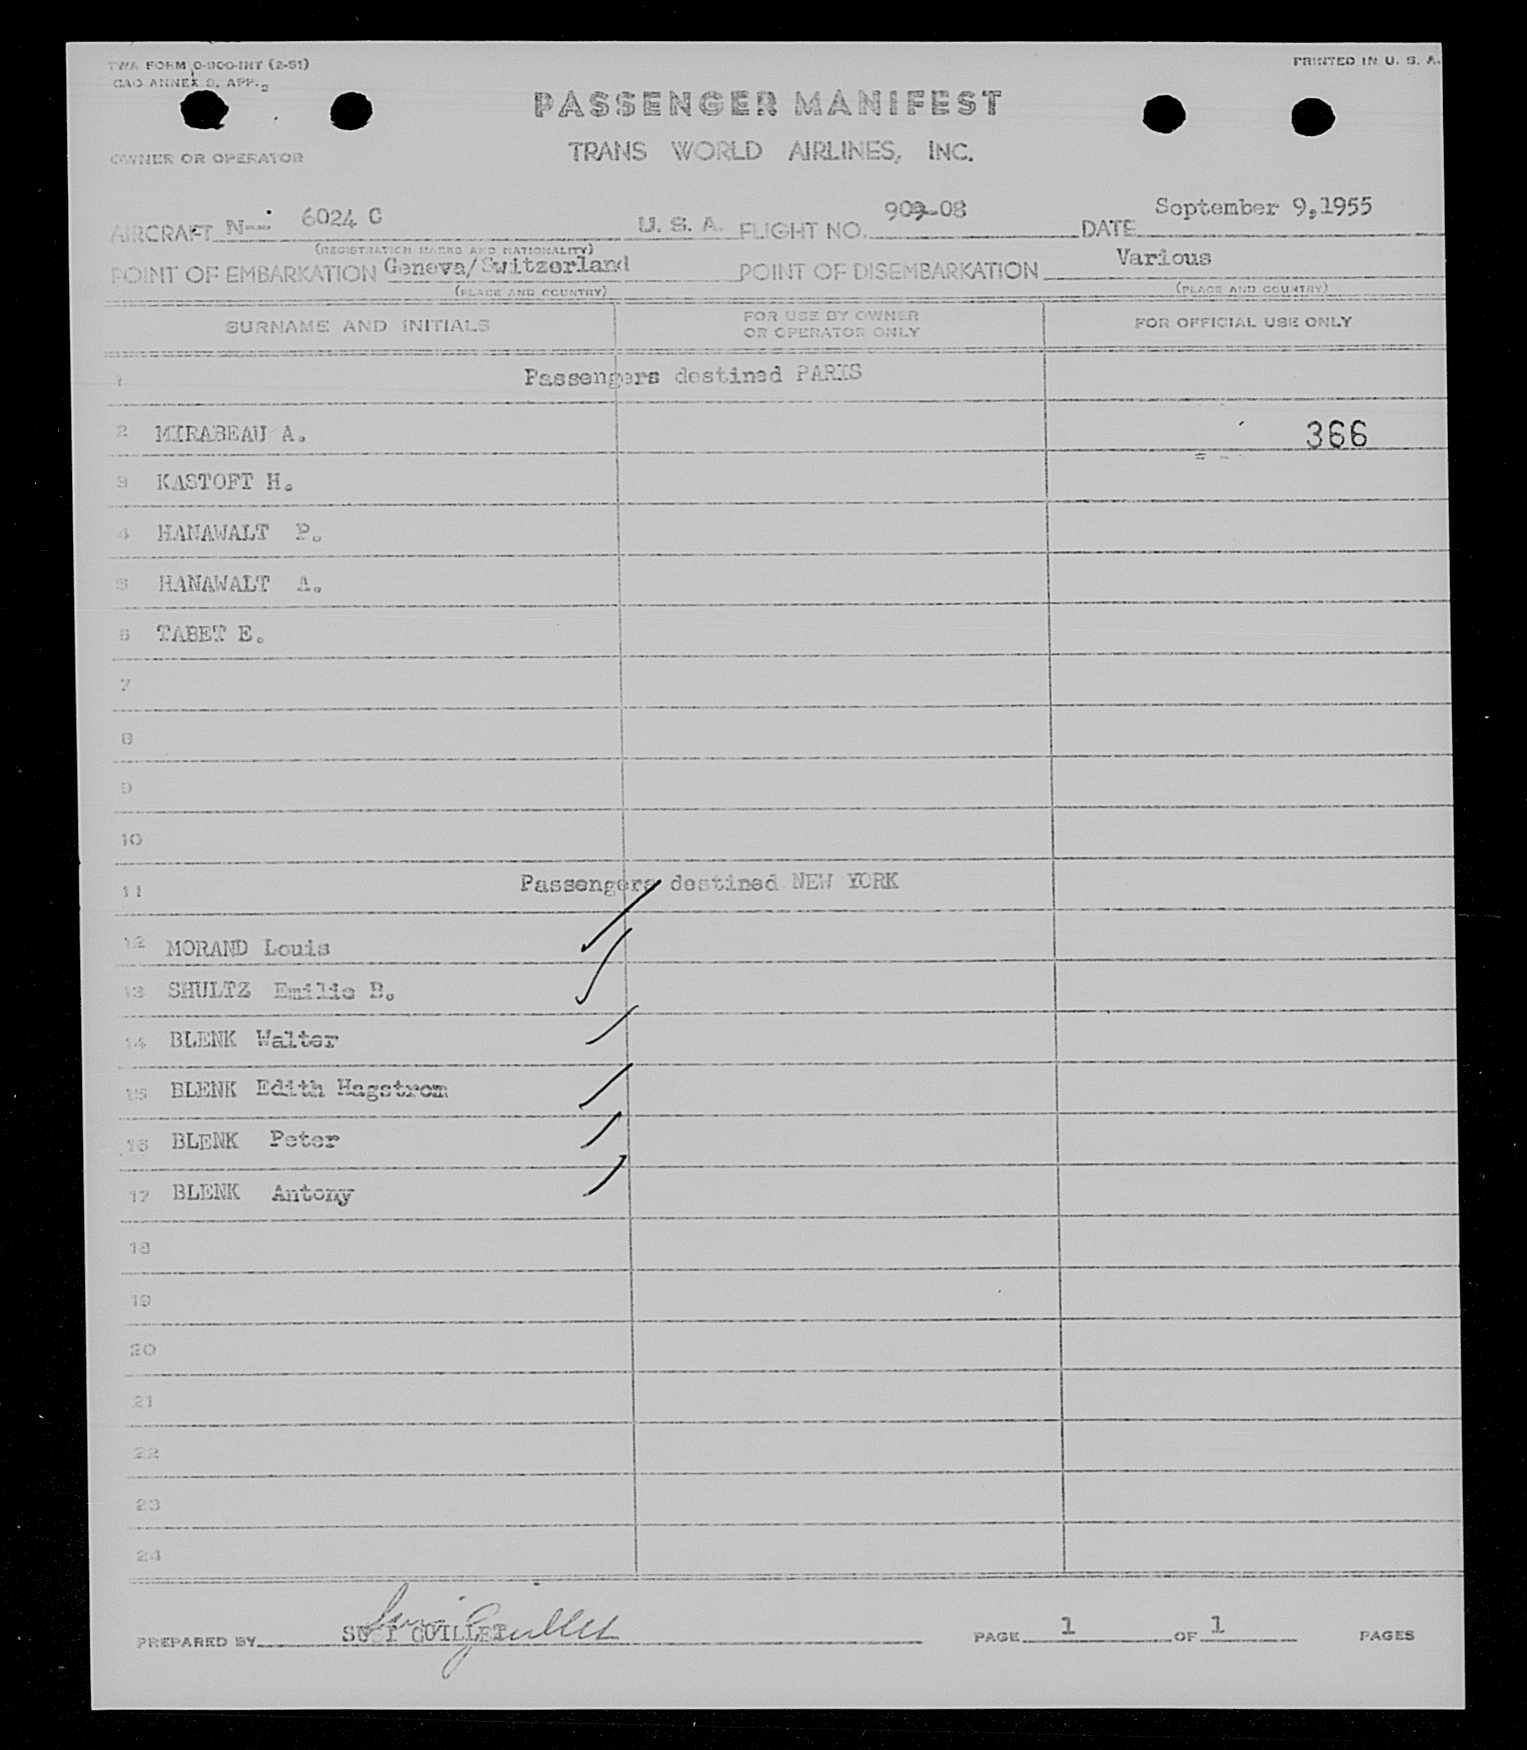 TWA FORM O-900-INT (2-51)
PRINTED IN U. S. A.
CAO ANNEX 9, APP. 2
PASSENGER MANIFEST
OWNER OR OPERATOR
TRANS WORLD AIRLINES, INC.
AIRCRAFT N-- 6024 C U. S. A. FLIGHT NO. 903-08 DATE September 9,1955
(REGISTRATION MARKS AND NATIONALITY)
POINT OF EMBARKATION Geneva/Switzerland POINT OF DISEMBARKATION Various
(PLACE AND COUNTRY) (PLACE AND COUNTRY)
SURNAME AND INITIALS FOR USE BY OWNER OR OPERATOR ONLY FOR OFFICIAL USE ONLY
1 Passengers destined PARIS
2 MIRABEAU A. 366
3 KASTOFT H.
4 HANAWALT P.
5 HANAWALT A.
6 TABET E.
7
8
9
10
11 Passengers destined NEW YORK
12 MORAND Louis
13 SHULTZ Emilie B.
14 BLENK Walter
15 BLENK Edith Hagstrom
16 BLENK Peter
17 BLENK Antony
18
19
20
21
22
23
24
PREPARED BY GUILLET PAGE 1 OF 1 PAGES